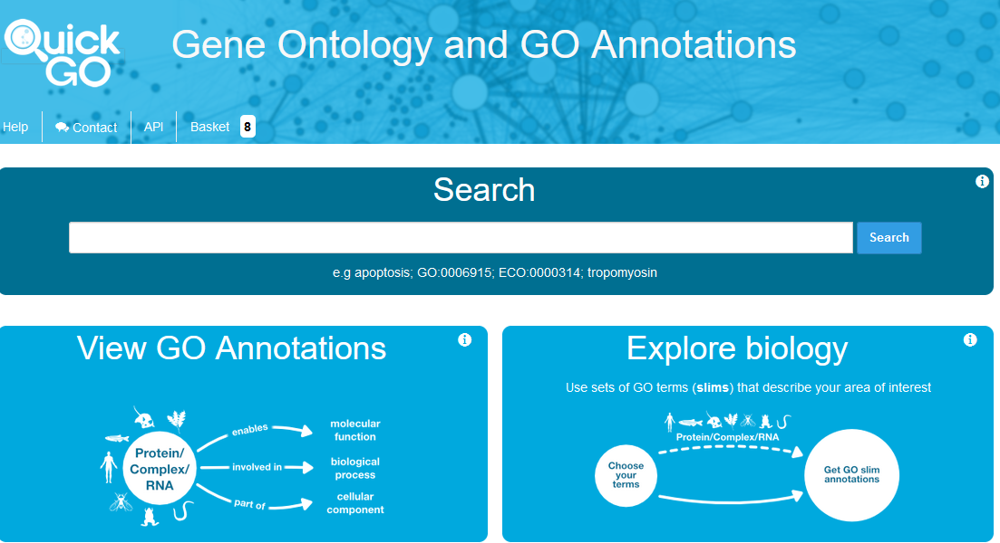 Quick
GO
Gene Ontology and GO Annotations
Help
Contact
API
Basket 8
Search
Search
e.g apoptosis; GO:0006915; ECO:0000314; tropomyosin
View GO Annotations
Protein/
Complex/
RNA
enables
molecular
function
involved in
biological
process
part of
cellular
component
Explore biology
Use sets of GO terms (slims) that describe your area of interest
Protein/Complex/RNA
Choose
your
terms
Get GO slim
annotations